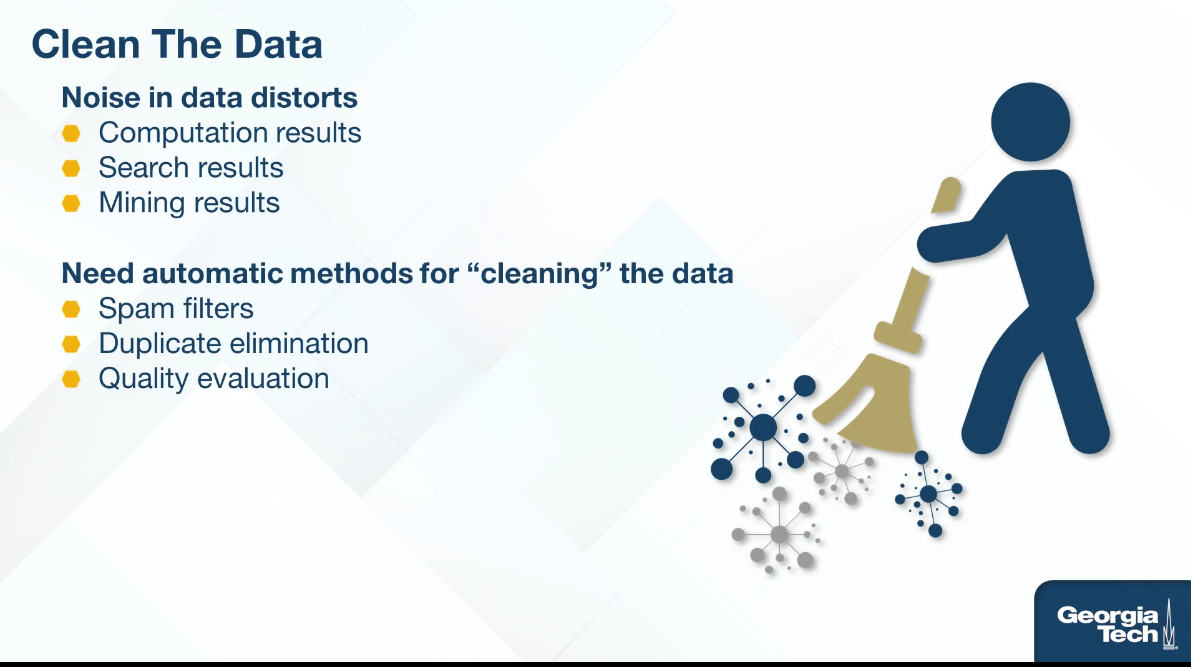 Clean The Data
Noise in data distorts
Computation results
Search results
Mining results
Need automatic methods for “cleaning” the data
Spam filters
Duplicate elimination
Quality evaluation
Georgia
Tech